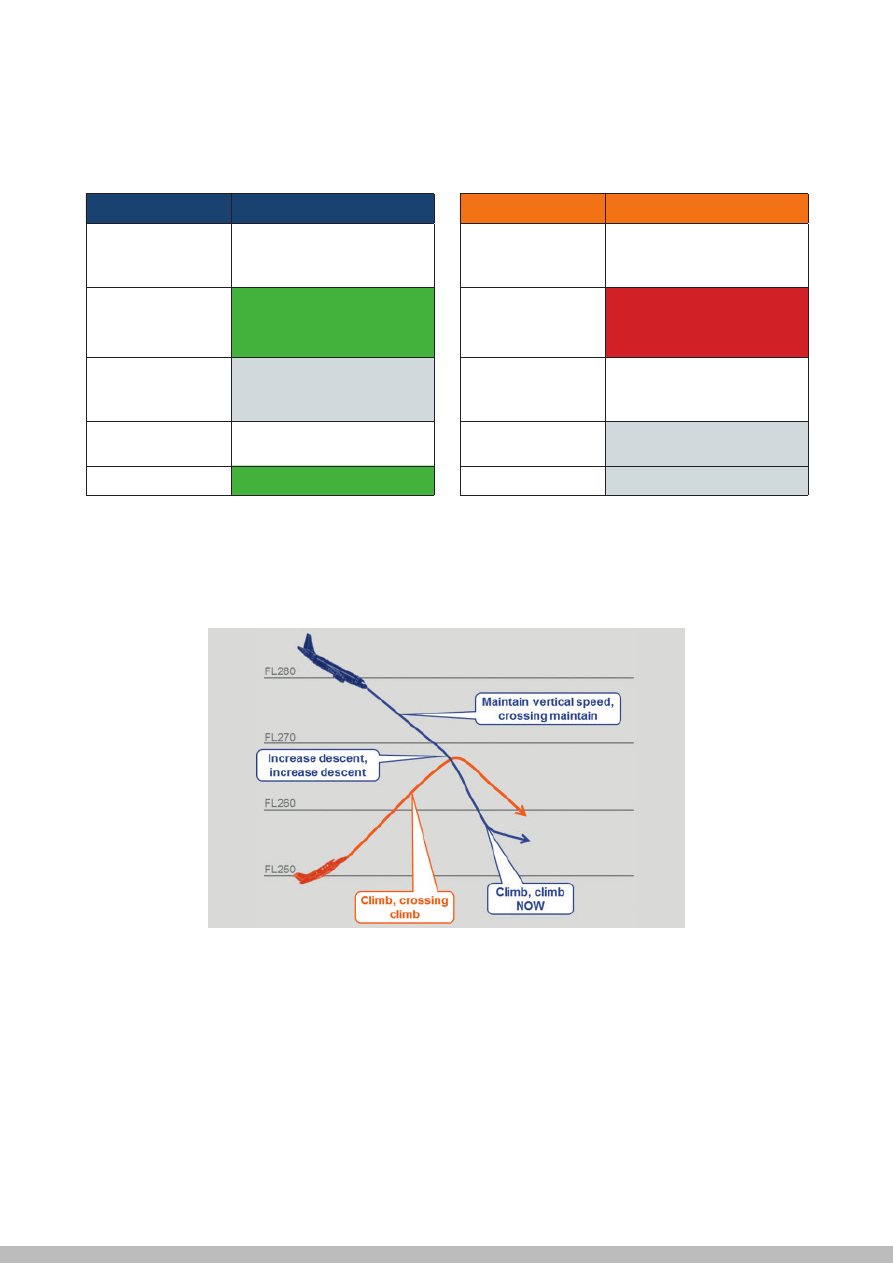 FL280
Maintain vertical speed,
crossing maintain
FL270
Increase descent,
increase descent
FL260
FL250
Climb, crossing
climb
Climb, climb
NOW